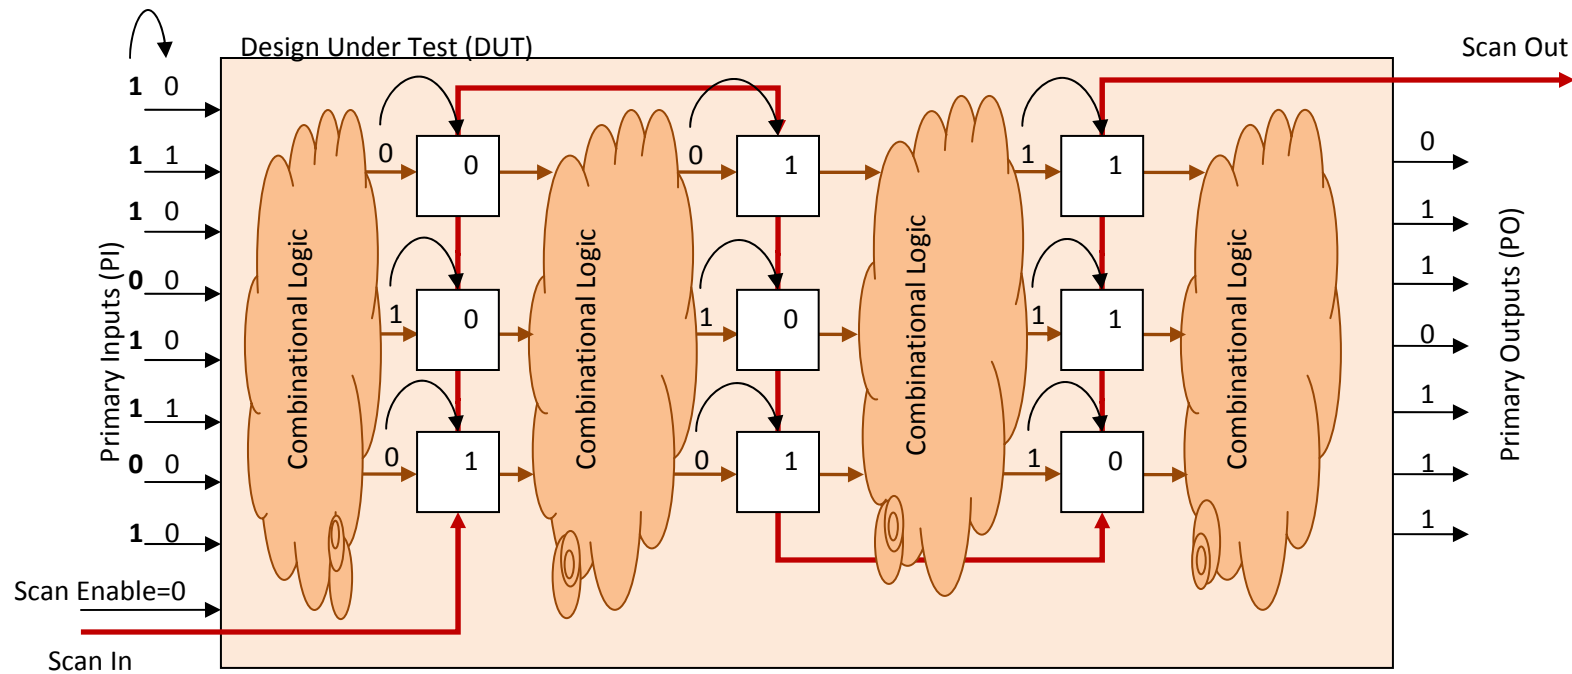 Design Under Test (DUT)
Scan Out
1 0
1 1
1 0
0 0
1 0
1 1
0 0
1 0
Primary Inputs (PI)
Scan Enable=0
Scan In
Combinational Logic
0 0
1 0
0 1
Combinational Logic
0 1
1 0
0 1
Combinational Logic
1 1
1 1
1 0
Combinational Logic
0
1
1
0
1
1
1
Primary Outputs (PO)